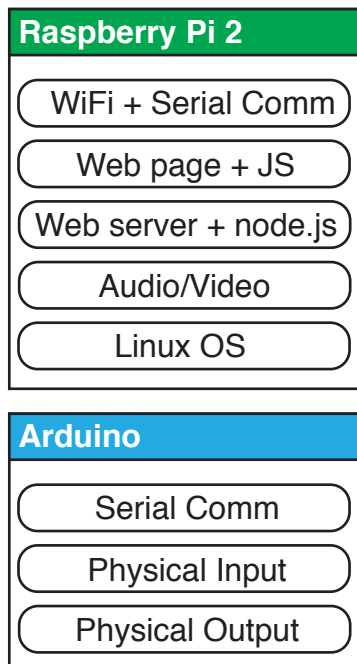 Raspberry Pi 2
WiFi + Serial Comm
Web page + JS
Web server + node.js
Audio/Video
Linux OS
Arduino
Serial Comm
Physical Input
Physical Output